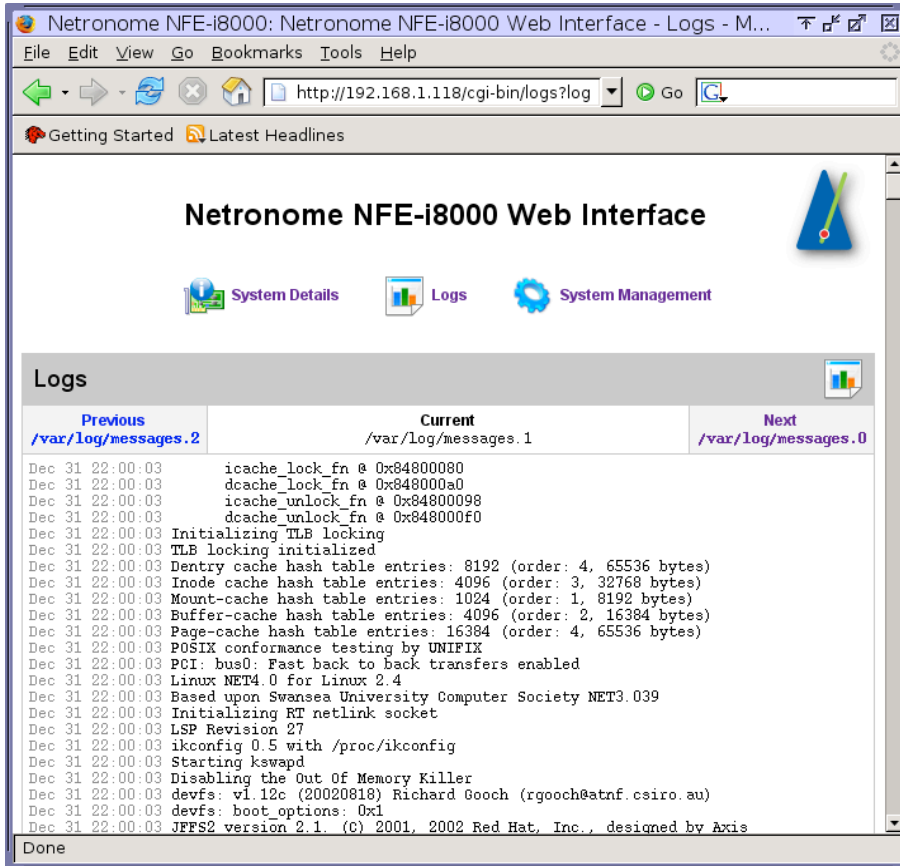 Netronome NFE-i8000: Netronome NFE-i8000 Web Interface - Logs - M...
File Edit View Go Bookmarks Tools Help
http://192.168.1.118/cgi-bin/logs?log Go G
Getting Started Latest Headlines
Netronome NFE-i8000 Web Interface
System Details Logs System Management
Logs
Previous Current Next
/var/log/messages.2 /var/log/messages.1 /var/log/messages.0
Dec 31 22:00:03 icache_lock_fn @ 0x84800080
Dec 31 22:00:03 dcache_lock_fn @ 0x848000a0
Dec 31 22:00:03 icache_unlock_fn @ 0x84800098
Dec 31 22:00:03 dcache_unlock_fn @ 0x848000f0
Dec 31 22:00:03 Initializing TLB locking
Dec 31 22:00:03 TLB locking initialized
Dec 31 22:00:03 Dentry cache hash table entries: 8192 (order: 4, 65536 bytes)
Dec 31 22:00:03 Inode cache hash table entries: 4096 (order: 3, 32768 bytes)
Dec 31 22:00:03 Mount-cache hash table entries: 1024 (order: 1, 8192 bytes)
Dec 31 22:00:03 Buffer-cache hash table entries: 4096 (order: 2, 16384 bytes)
Dec 31 22:00:03 Page-cache hash table entries: 16384 (order: 4, 65536 bytes)
Dec 31 22:00:03 POSIX conformance testing by UNIFIX
Dec 31 22:00:03 PCI: bus0: Fast back to back transfers enabled
Dec 31 22:00:03 Linux NET4.0 for Linux 2.4
Dec 31 22:00:03 Based upon Swansea University Computer Society NET3.039
Dec 31 22:00:03 Initializing RT netlink socket
Dec 31 22:00:03 LSP Revision 27
Dec 31 22:00:03 ikconfig 0.5 with /proc/ikconfig
Dec 31 22:00:03 Starting kswapd
Dec 31 22:00:03 Disabling the Out Of Memory Killer
Dec 31 22:00:03 devfs: v1.12c (20020818) Richard Gooch (rgooch@atnf.csiro.au)
Dec 31 22:00:03 devfs: boot_options: 0x1
Dec 31 22:00:03 JFFS2 version 2.1. (C) 2001, 2002 Red Hat, Inc., designed by Axis
Done